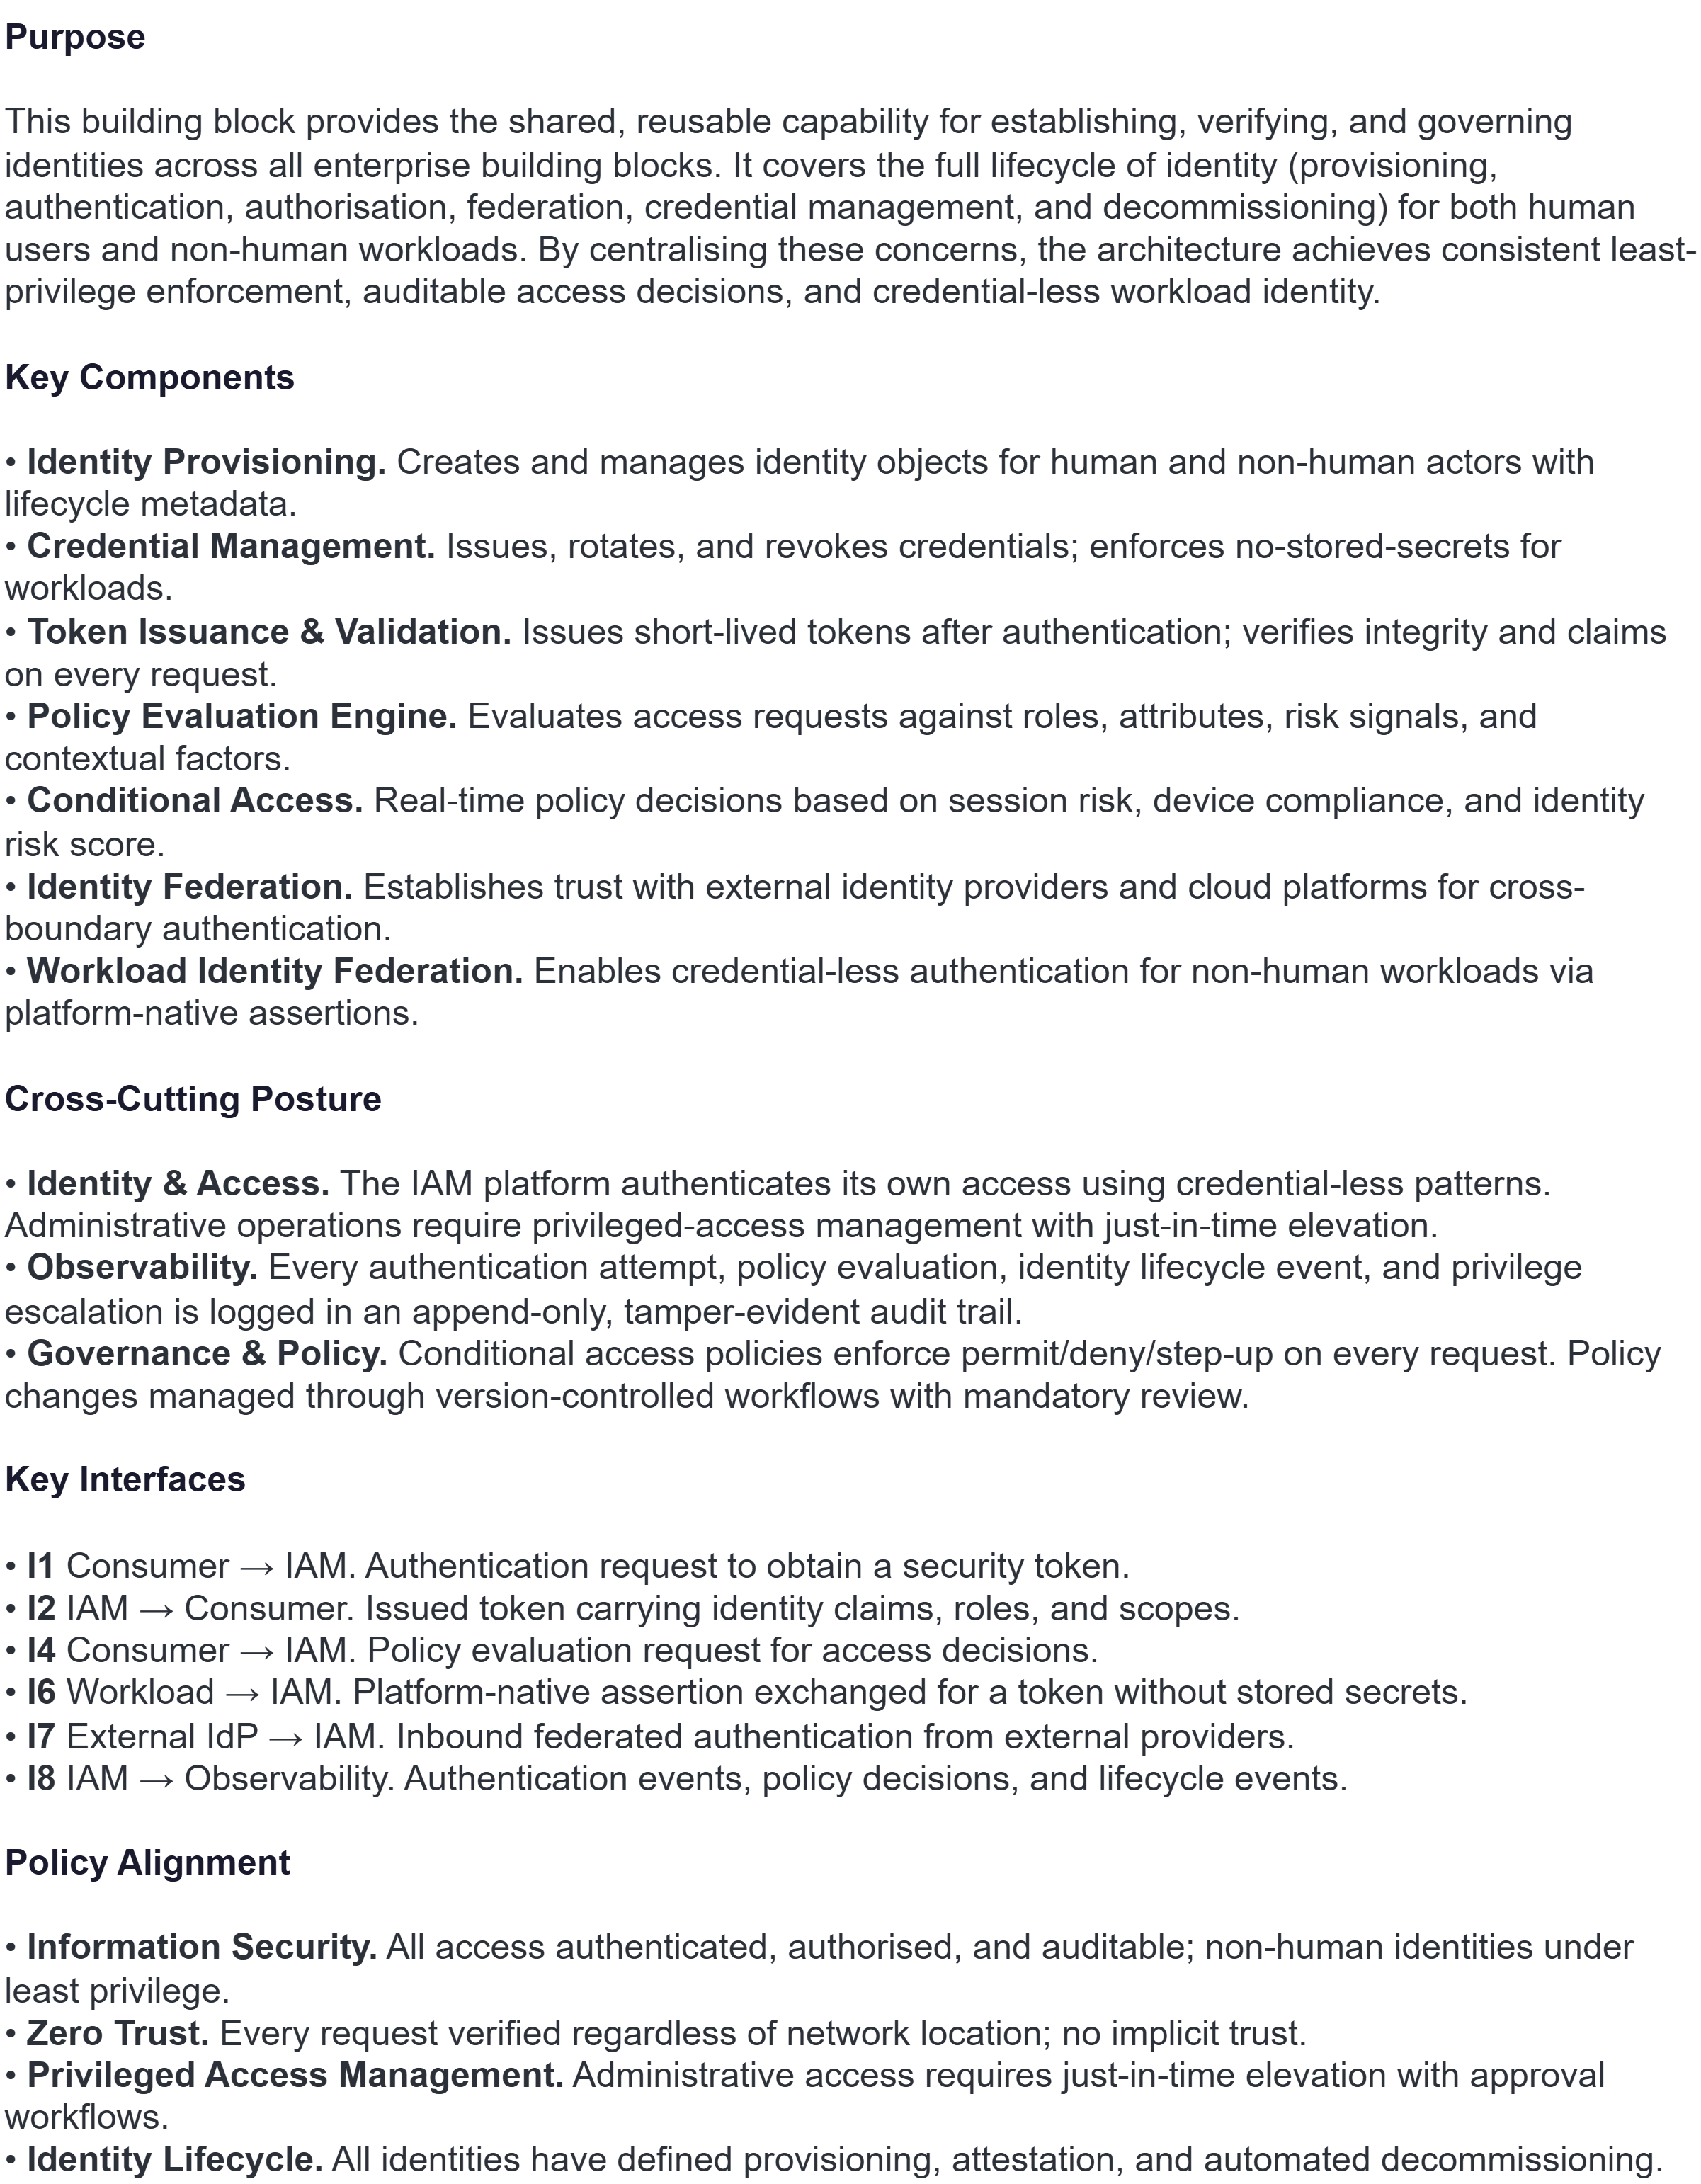 Purpose
This building block provides the shared, reusable capability for establishing, verifying, and governing
identities across all enterprise building blocks. It covers the full lifecycle of identity (provisioning,
authentication, authorisation, federation, credential management, and decommissioning) for both human
users and non-human workloads. By centralising these concerns, the architecture achieves consistent least-
privilege enforcement, auditable access decisions, and credential-less workload identity.
Key Components
• Identity Provisioning. Creates and manages identity objects for human and non-human actors with
lifecycle metadata.
• Credential Management. Issues, rotates, and revokes credentials; enforces no-stored-secrets for
workloads.
• Token Issuance & Validation. Issues short-lived tokens after authentication; verifies integrity and claims
on every request.
• Policy Evaluation Engine. Evaluates access requests against roles, attributes, risk signals, and
contextual factors.
• Conditional Access. Real-time policy decisions based on session risk, device compliance, and identity
risk score.
• Identity Federation. Establishes trust with external identity providers and cloud platforms for cross-
boundary authentication.
• Workload Identity Federation. Enables credential-less authentication for non-human workloads via
platform-native assertions.
Cross-Cutting Posture
• Identity & Access. The IAM platform authenticates its own access using credential-less patterns.
Administrative operations require privileged-access management with just-in-time elevation.
• Observability. Every authentication attempt, policy evaluation, identity lifecycle event, and privilege
escalation is logged in an append-only, tamper-evident audit trail.
• Governance & Policy. Conditional access policies enforce permit/deny/step-up on every request. Policy
changes managed through version-controlled workflows with mandatory review.
Key Interfaces
• I1 Consumer → IAM. Authentication request to obtain a security token.
• I2 IAM → Consumer. Issued token carrying identity claims, roles, and scopes.
• I4 Consumer → IAM. Policy evaluation request for access decisions.
• I6 Workload → IAM. Platform-native assertion exchanged for a token without stored secrets.
• I7 External IdP → IAM. Inbound federated authentication from external providers.
• I8 IAM → Observability. Authentication events, policy decisions, and lifecycle events.
Policy Alignment
• Information Security. All access authenticated, authorised, and auditable; non-human identities under
least privilege.
• Zero Trust. Every request verified regardless of network location; no implicit trust.
• Privileged Access Management. Administrative access requires just-in-time elevation with approval
workflows.
• Identity Lifecycle. All identities have defined provisioning, attestation, and automated decommissioning.